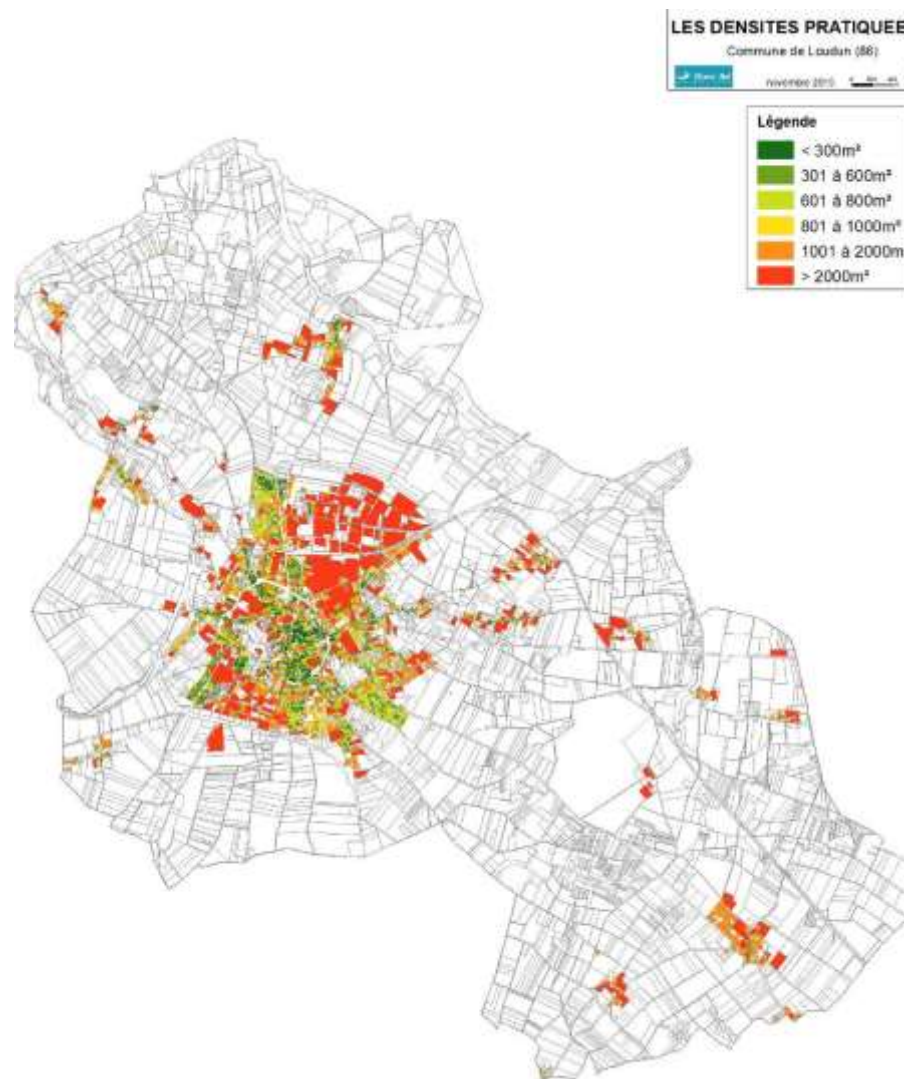 LES DENSITES PRATIQUEE
Commune de Loudun (86)
novembre 2010
Légende
< 300m²
301 à 600m²
601 à 800m²
801 à 1000m²
1001 à 2000m
> 2000m²